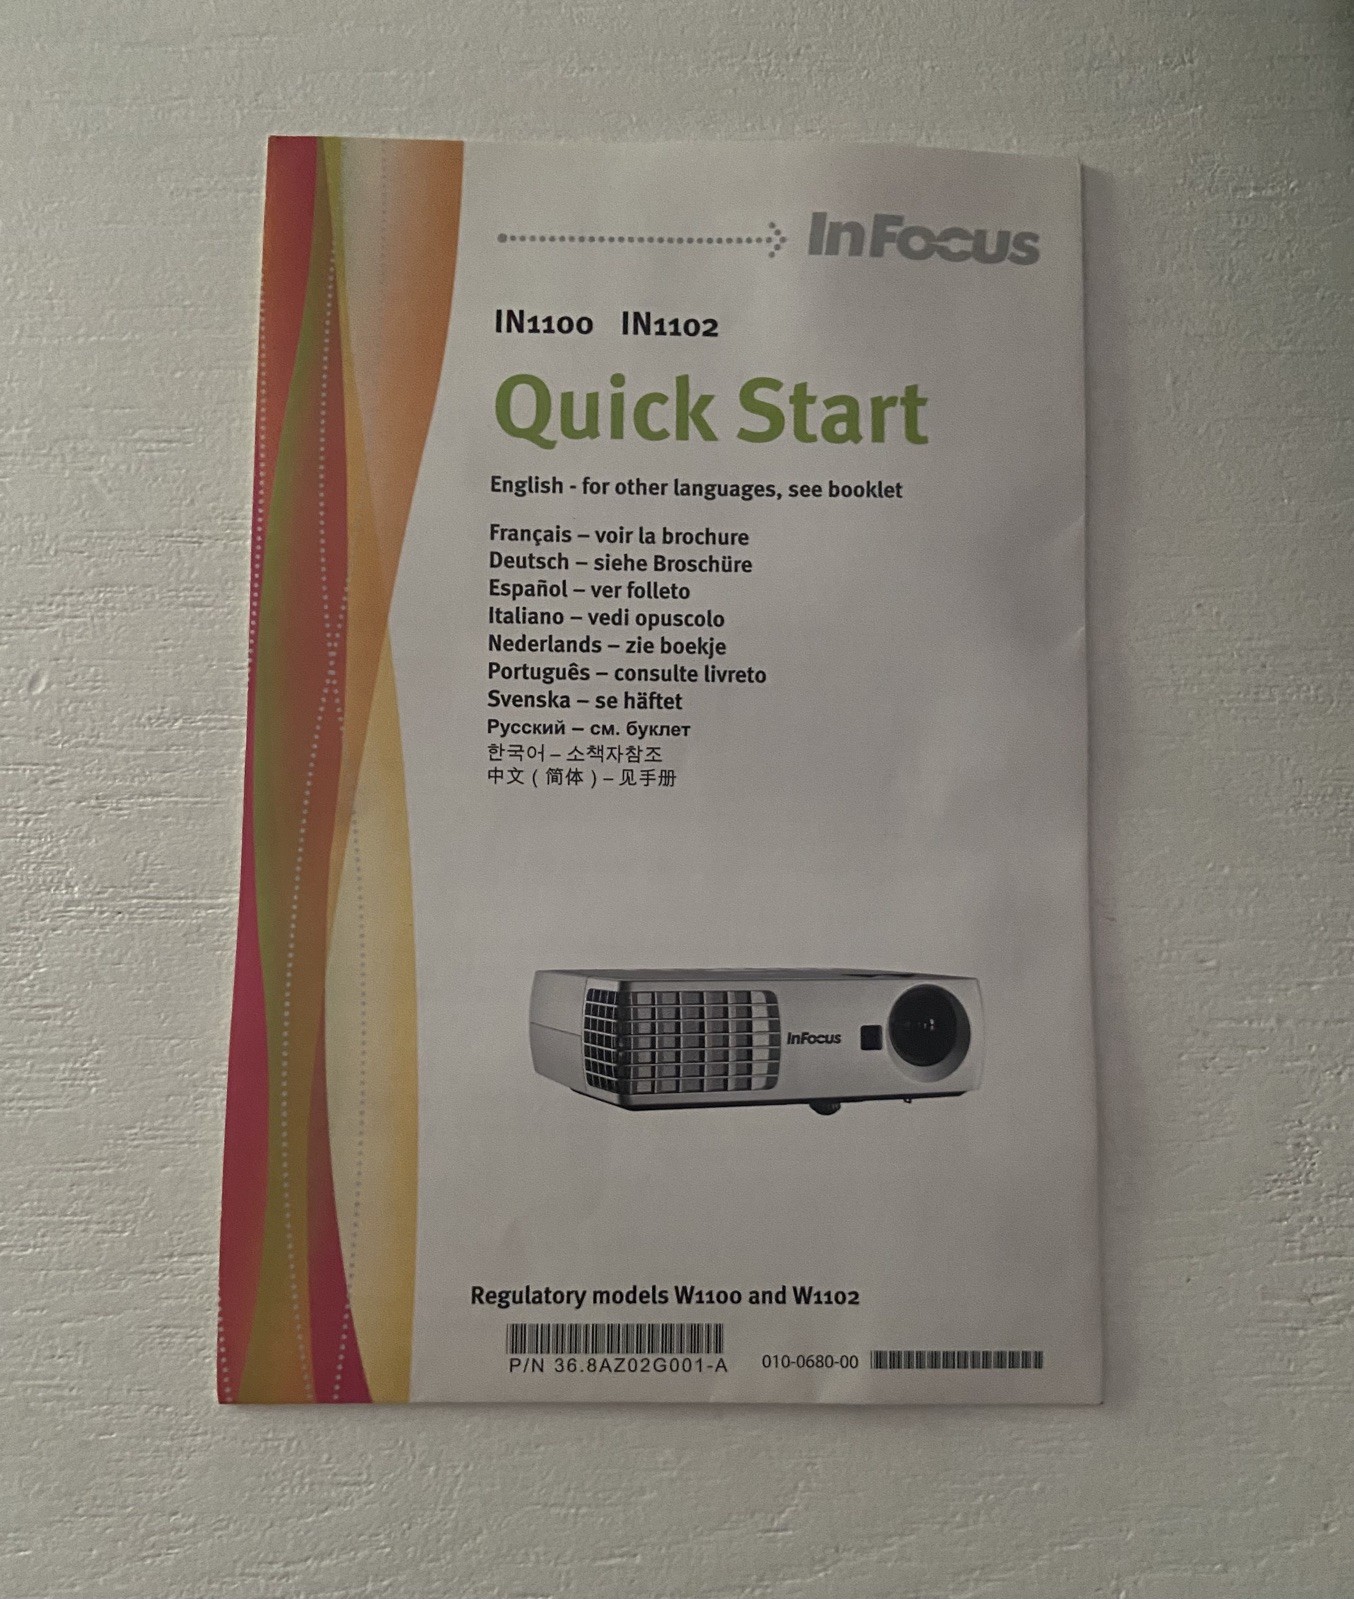 InFocus
IN1100 IN1102
Quick Start
English - for other languages, see booklet
Français – voir la brochure
Deutsch – siehe Broschüre
Español – ver folleto
Italiano – vedi opuscolo
Nederlands – zie boekje
Português – consulte livreto
Svenska – se häftet
Русский – см. буклет
한국어 – 소책자참조
中文 ( 简体 ) – 见手册
InFocus
Regulatory models W1100 and W1102
P/N 36.8AZ02G001-A 010-0680-00